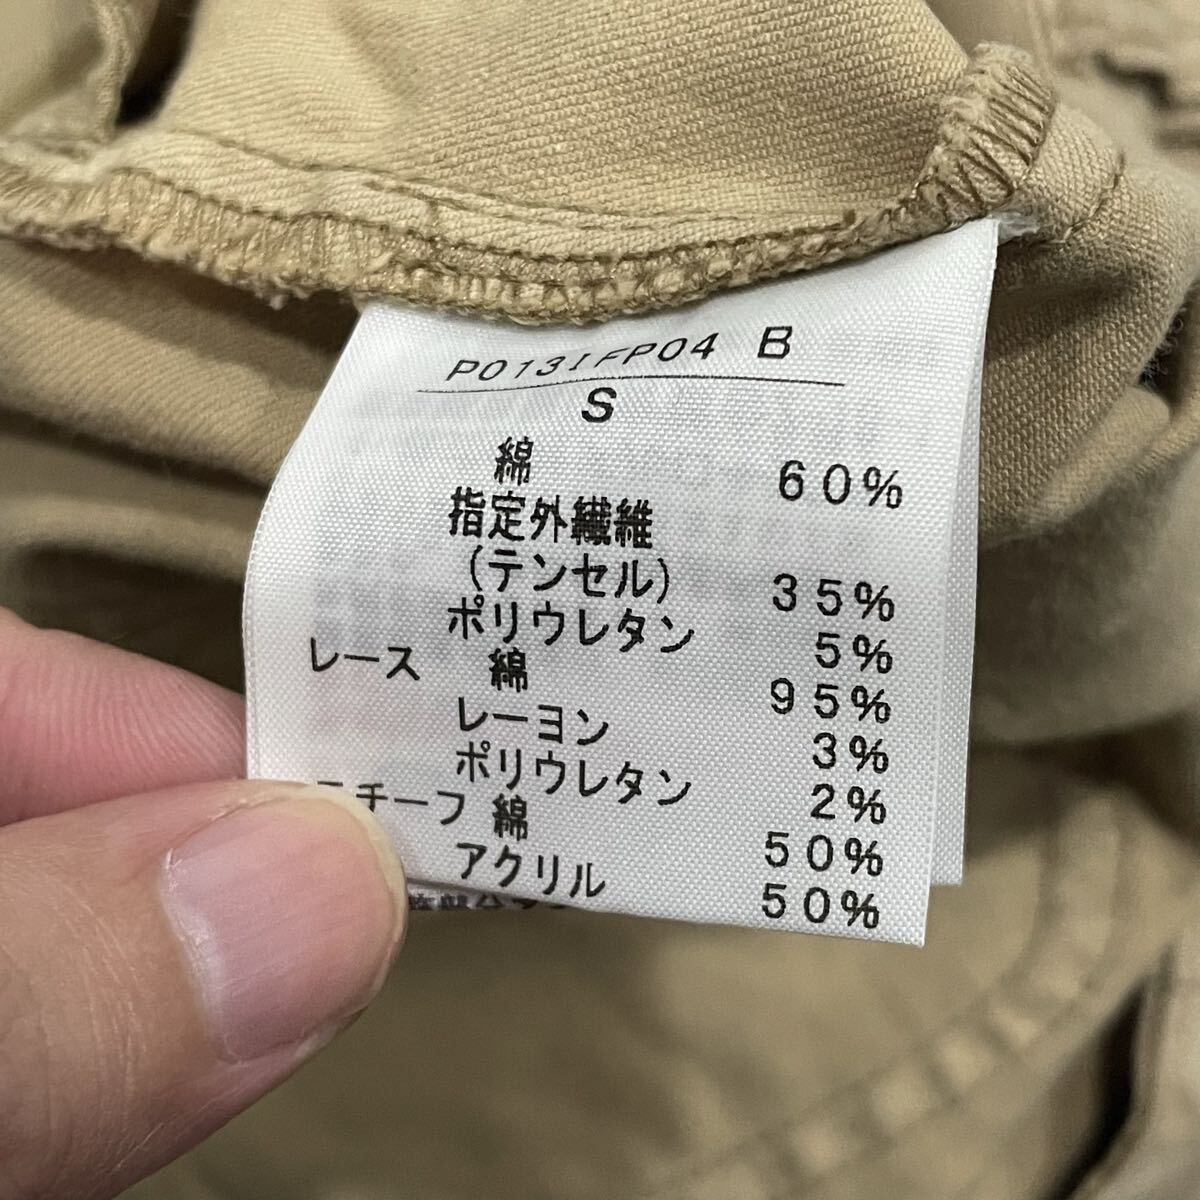 P013IFP04 B
S
綿 60%
指定外繊維
(テンセル) 35%
ポリウレタン 5%
レース 綿 95%
レーヨン 3%
ポリウレタン 2%
モチーフ 綿 50%
アクリル 50%